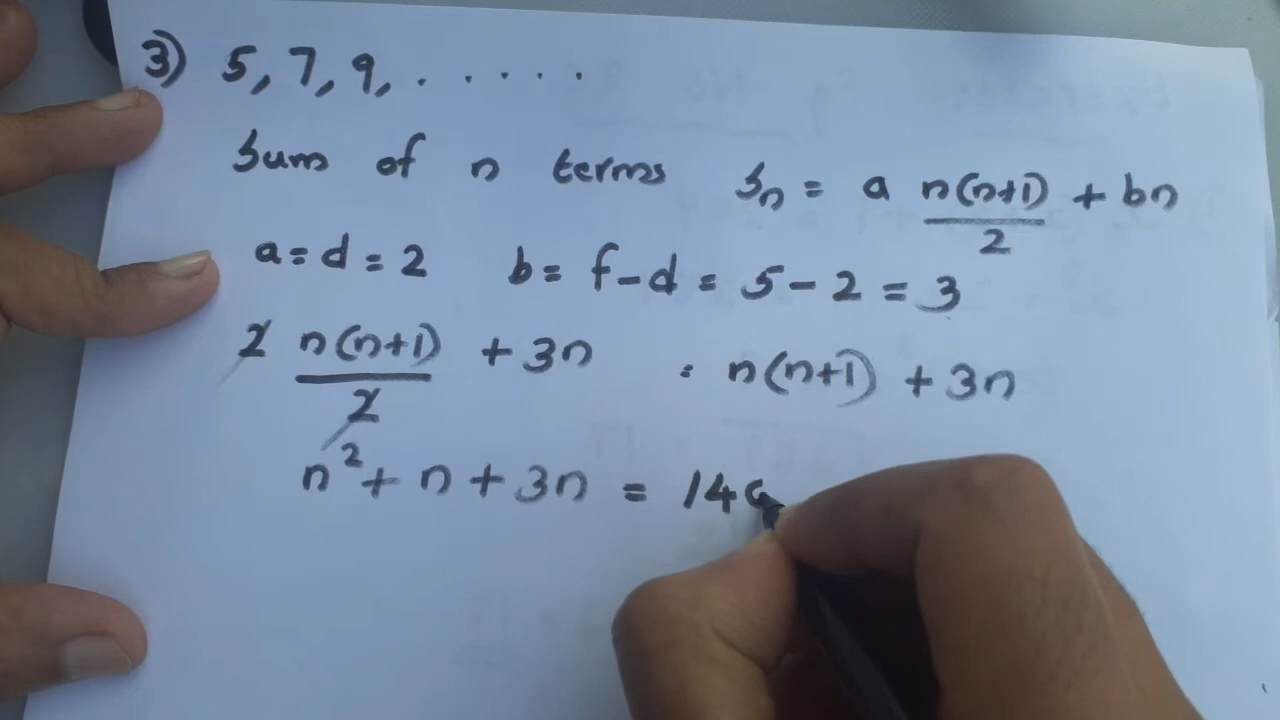 3) 5, 7, 9, . . . . .
Sum of n terms Sn = a n(n+1)/2 + bn
a = d = 2 b = f - d = 5 - 2 = 3
2 n(n+1)/2 + 3n = n(n+1) + 3n
n² + n + 3n = 14